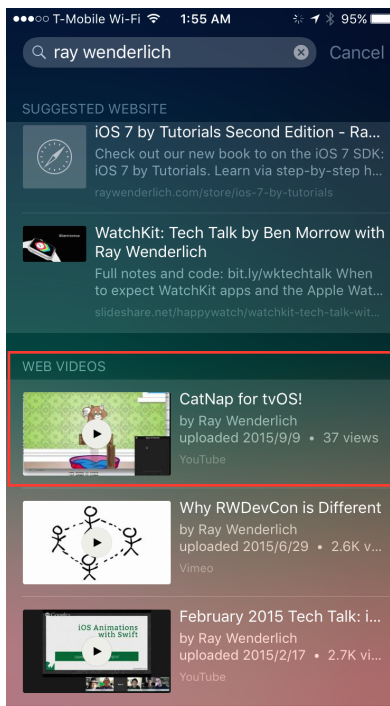 T-Mobile Wi-Fi 1:55 AM 95%
ray wenderlich Cancel
SUGGESTED WEBSITE
iOS 7 by Tutorials Second Edition - Ra...
Check out our new book to on the iOS 7 SDK:
iOS 7 by Tutorials. Learn via step-by-step h...
raywenderlich.com/store/ios-7-by-tutorials
WatchKit: Tech Talk by Ben Morrow with
Ray Wenderlich
Full notes and code: bit.ly/wktechtalk When
to expect WatchKit apps and the Apple Wat...
slideshare.net/happywatch/watchkit-tech-talk-wit...
WEB VIDEOS
CatNap for tvOS!
by Ray Wenderlich
uploaded 2015/9/9 • 37 views
YouTube
Why RWDevCon is Different
by Ray Wenderlich
uploaded 2015/6/29 • 2.6K v...
Vimeo
iOS Animations
with Swift
February 2015 Tech Talk: i...
by Ray Wenderlich
uploaded 2015/2/17 • 2.7K vi...
YouTube